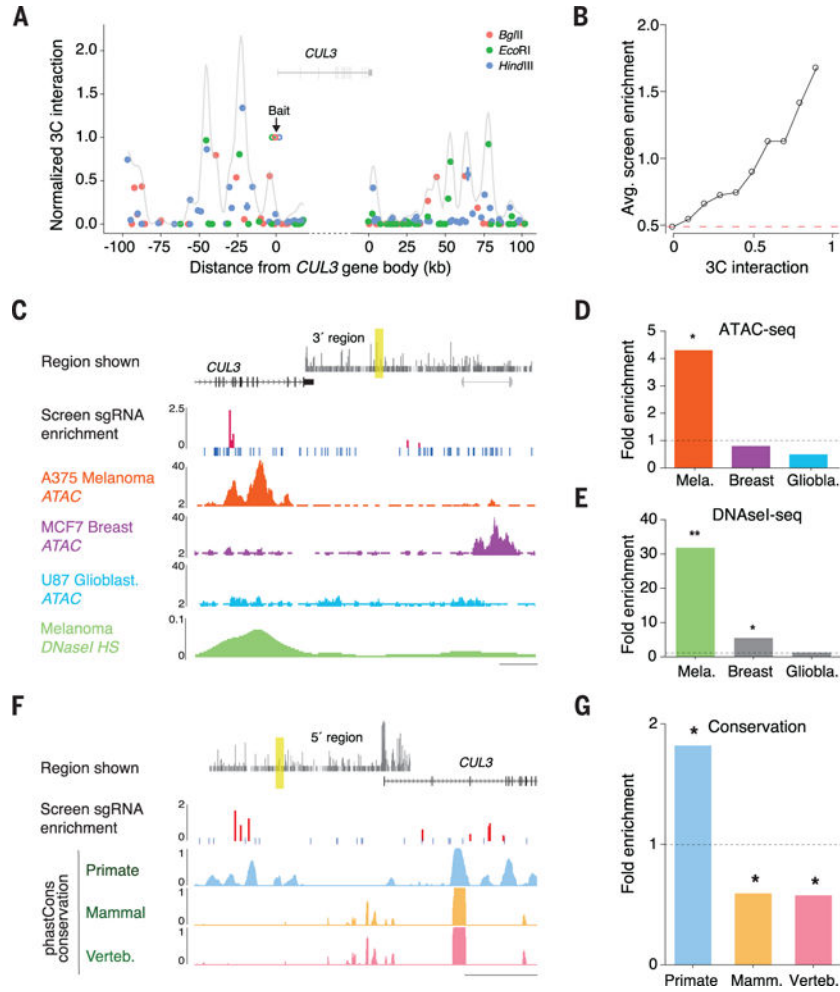 A
Normalized 3C interaction
2.0
1.5
1.0
0.5
0.0
CUL3
BglII
EcoRI
HindIII
Bait
-100 -75 -50 -25 0 0 25 50 75 100
Distance from CUL3 gene body (kb)
B
Avg. screen enrichment
2.0
1.5
1.0
0.5
0 0.5 1
3C interaction
C
Region shown
3´ region
CUL3
Screen sgRNA
enrichment
2.5
0
A375 Melanoma
ATAC
40
2
MCF7 Breast
ATAC
40
2
U87 Glioblast.
ATAC
40
2
Melanoma
DNaseI HS
0.1
0
D
ATAC-seq
Fold enrichment
5
4
3
2
1
0
*
Mela. Breast Gliobla.
E
DNAseI-seq
Fold enrichment
40
30
20
10
0
** *
Mela. Breast Gliobla.
F
Region shown
5´ region
CUL3
Screen sgRNA
enrichment
2
0
phastCons
conservation
Primate
1
0
Mammal
1
0
Verteb.
1
0
G
Conservation
Fold enrichment
2
1
0
* * *
Primate Mamm. Verteb.